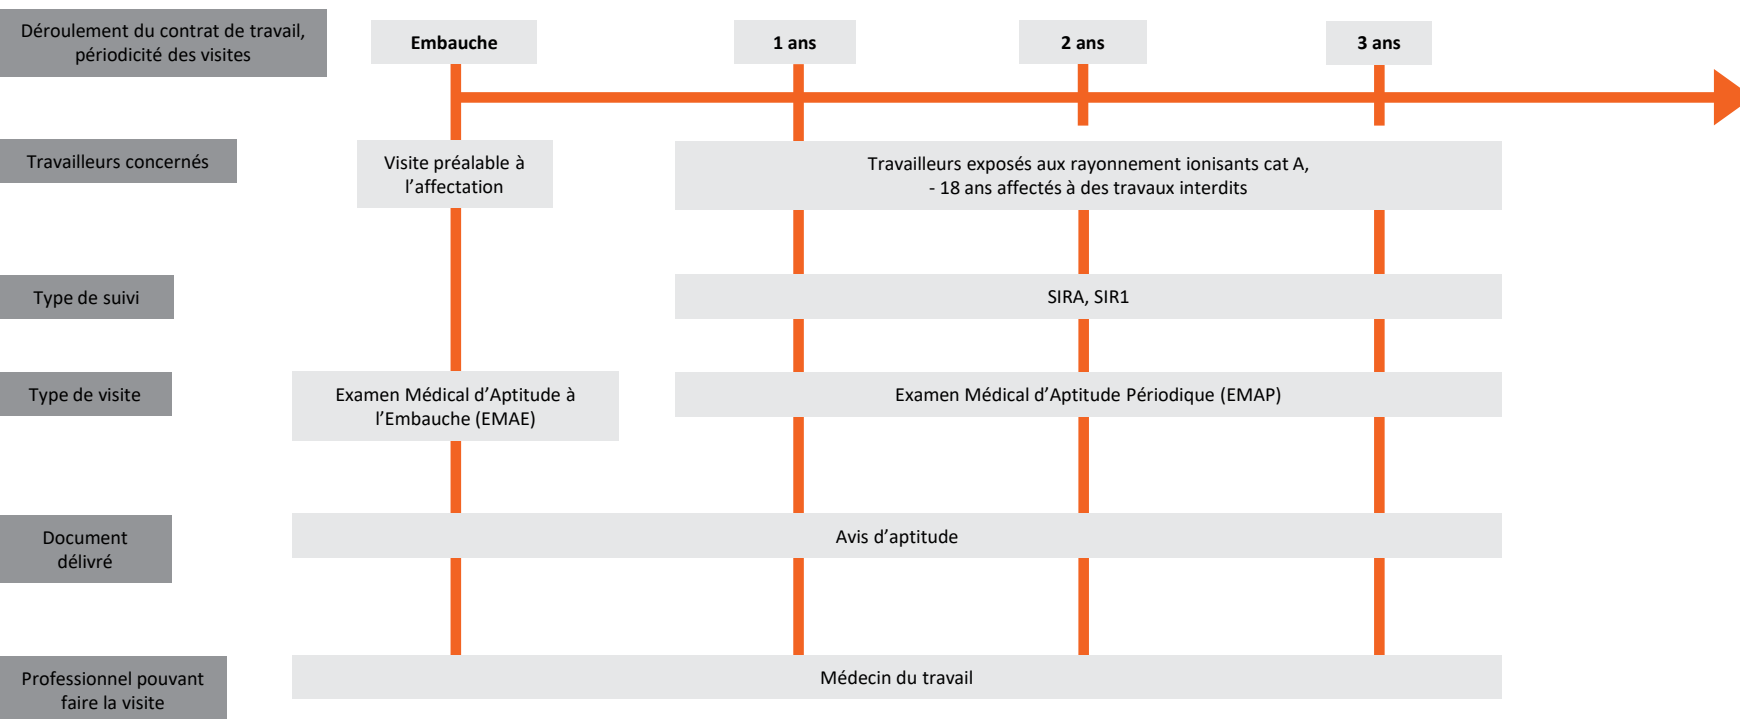 Déroulement du contrat de travail,
périodicité des visites
Embauche
1 ans
2 ans
3 ans
Travailleurs concernés
Visite préalable à
l’affectation
Travailleurs exposés aux rayonnement ionisants cat A,
- 18 ans affectés à des travaux interdits
Type de suivi
SIRA, SIR1
Type de visite
Examen Médical d’Aptitude à
l’Embauche (EMAE)
Examen Médical d’Aptitude Périodique (EMAP)
Document
délivré
Avis d’aptitude
Professionnel pouvant
faire la visite
Médecin du travail